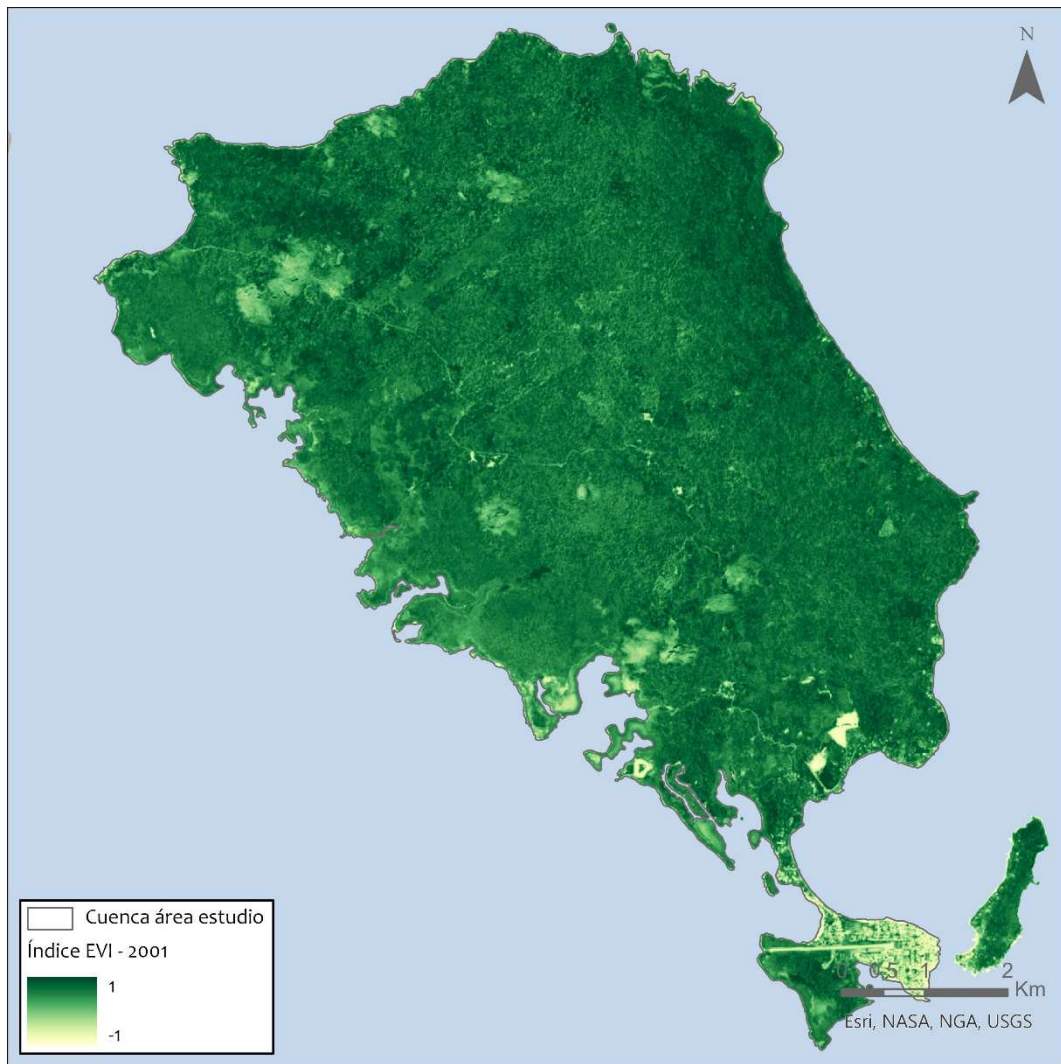 N
Cuenca área estudio
Índice EVI - 2001
1
-1
0 0,5 1 2
Km
Esri, NASA, NGA, USGS